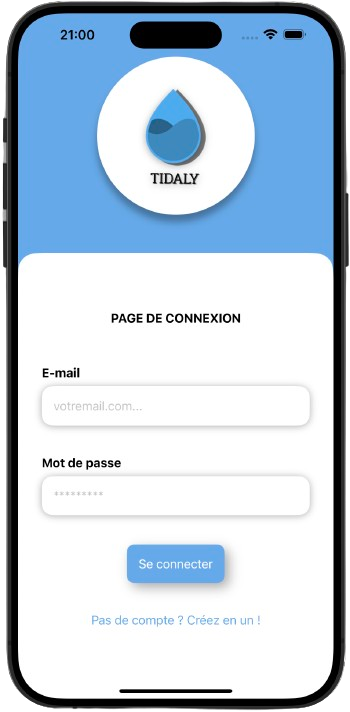 21:00
TIDALY
PAGE DE CONNEXION
E-mail
votremail.com...
Mot de passe
*********
Se connecter
Pas de compte ? Créez en un !